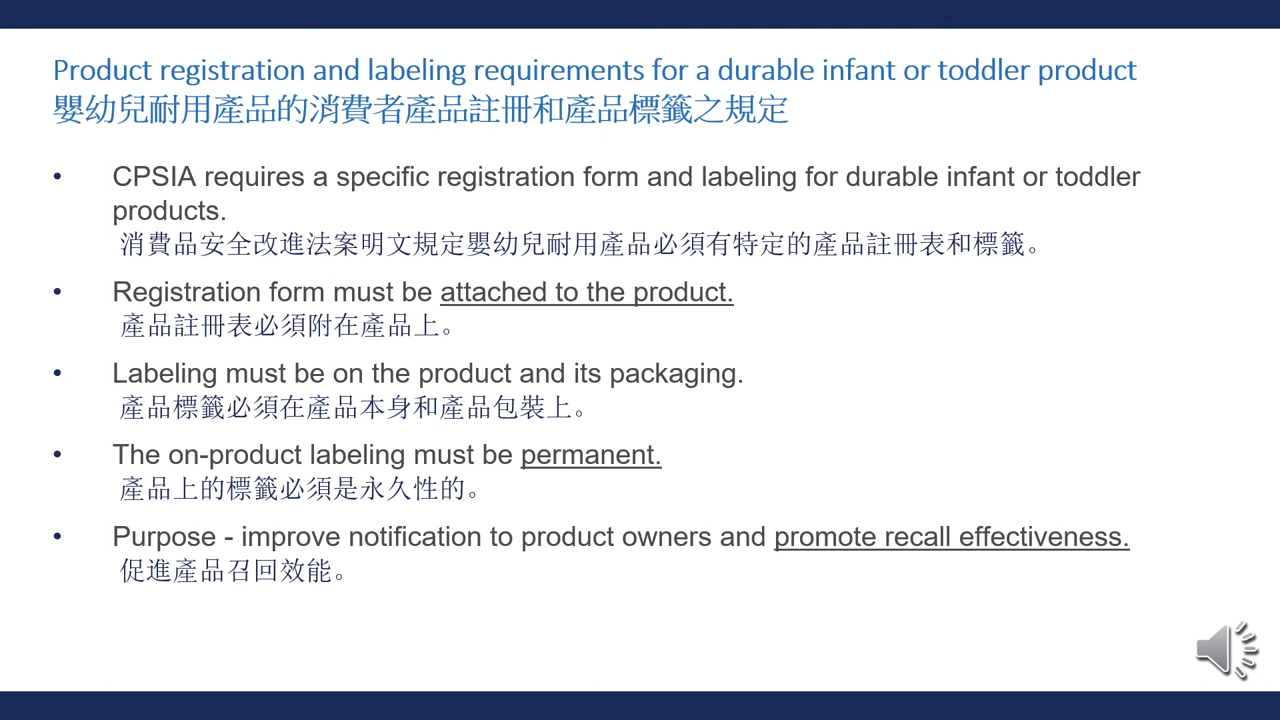 Product registration and labeling requirements for a durable infant or toddler product
嬰幼兒耐用產品的消費者產品註冊和產品標籤之規定
• CPSIA requires a specific registration form and labeling for durable infant or toddler
products.
消費品安全改進法案明文規定嬰幼兒耐用產品必須有特定的產品註冊表和標籤。
• Registration form must be attached to the product.
產品註冊表必須附在產品上。
• Labeling must be on the product and its packaging.
產品標籤必須在產品本身和產品包裝上。
• The on-product labeling must be permanent.
產品上的標籤必須是永久性的。
• Purpose - improve notification to product owners and promote recall effectiveness.
促進產品召回效能。